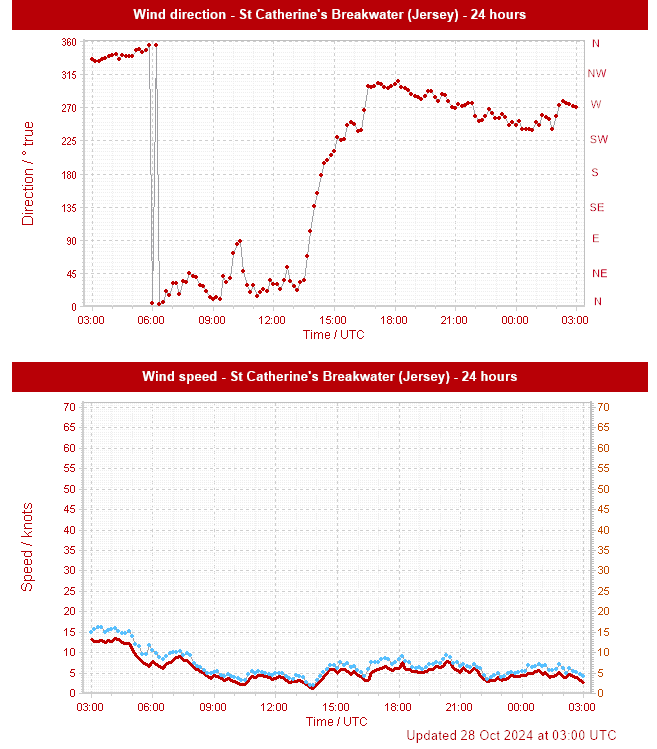 Wind direction - St Catherine's Breakwater (Jersey) - 24 hours
360 N
315 NW
270 W
225 SW
180 S
135 SE
90 E
45 NE
0 N
Direction / ° true
03:00 06:00 09:00 12:00 15:00 18:00 21:00 00:00 03:00
Time / UTC
Wind speed - St Catherine's Breakwater (Jersey) - 24 hours
70 70
65 65
60 60
55 55
50 50
45 45
40 40
35 35
30 30
25 25
20 20
15 15
10 10
5 5
0 0
Speed / knots
03:00 06:00 09:00 12:00 15:00 18:00 21:00 00:00 03:00
Time / UTC
Updated 28 Oct 2024 at 03:00 UTC